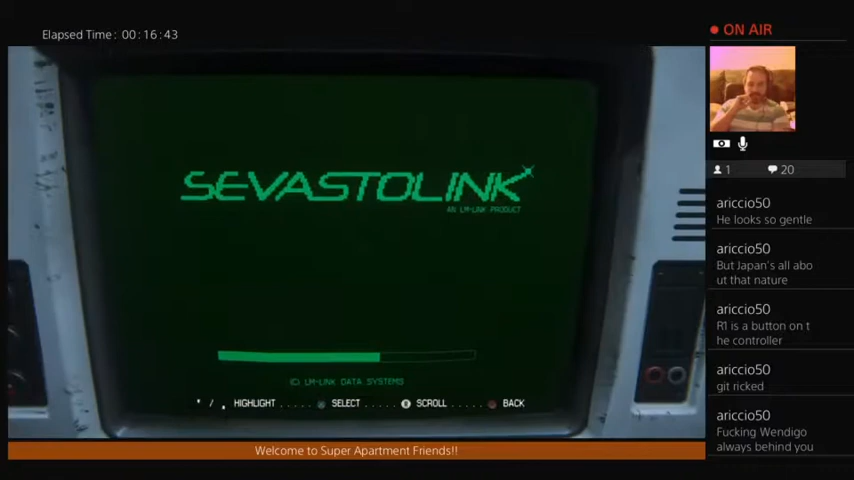 Elapsed Time : 00:16:43
ON AIR
SEVASTOLINK
AN LM-LINK PRODUCT
1
20
ariccio50
He looks so gentle
ariccio50
But Japan's all abo
ut that nature
ariccio50
R1 is a button on t
he controller
ariccio50
git ricked
ariccio50
Fucking Wendigo
always behind you
(C) LM-LINK DATA SYSTEMS
/ HIGHLIGHT ..... SELECT ..... SCROLL ..... BACK
Welcome to Super Apartment Friends!!